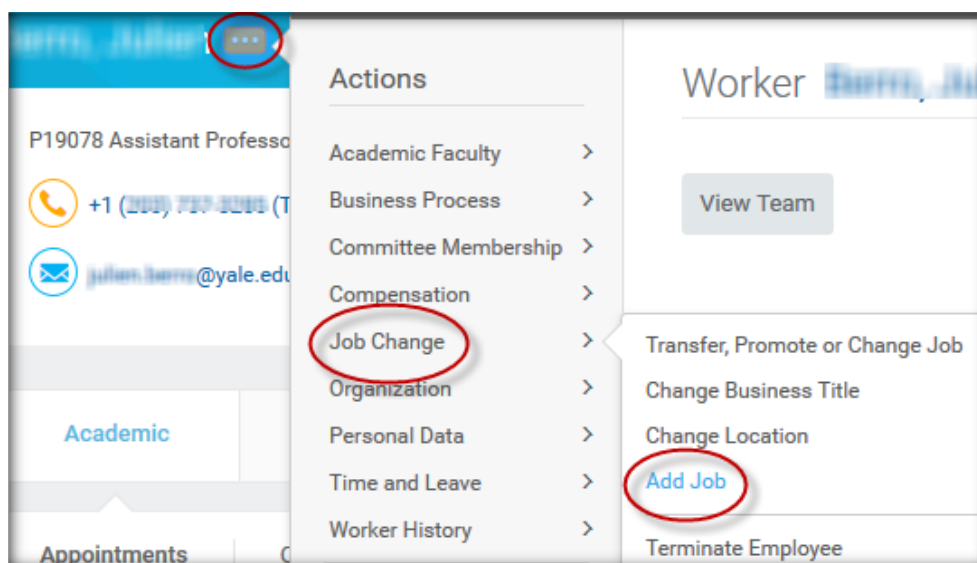 P19078 Assistant Professo
+1 (
@yale.edu
Academic
Appointments
Actions
Academic Faculty
Business Process
Committee Membership
Compensation
Job Change
Organization
Personal Data
Time and Leave
Worker History
Worker
View Team
Transfer, Promote or Change Job
Change Business Title
Change Location
Add Job
Terminate Employee